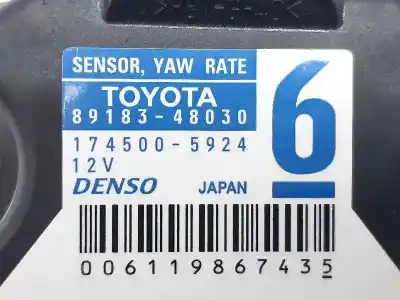 SENSOR, YAW RATE
TOYOTA
89183-48030
6
174500-5924
12V
DENSO JAPAN
006119867435